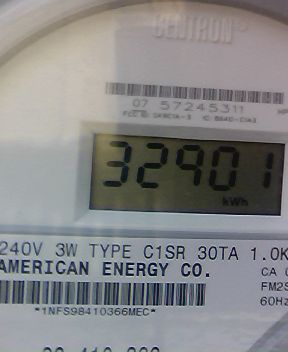 CENTRON®
07 57245311
32901
kWh
240V 3W TYPE C1SR 30TA 1.0K
AMERICAN ENERGY CO.
CA
FM2S
60Hz
*1NFS98410366MEC*